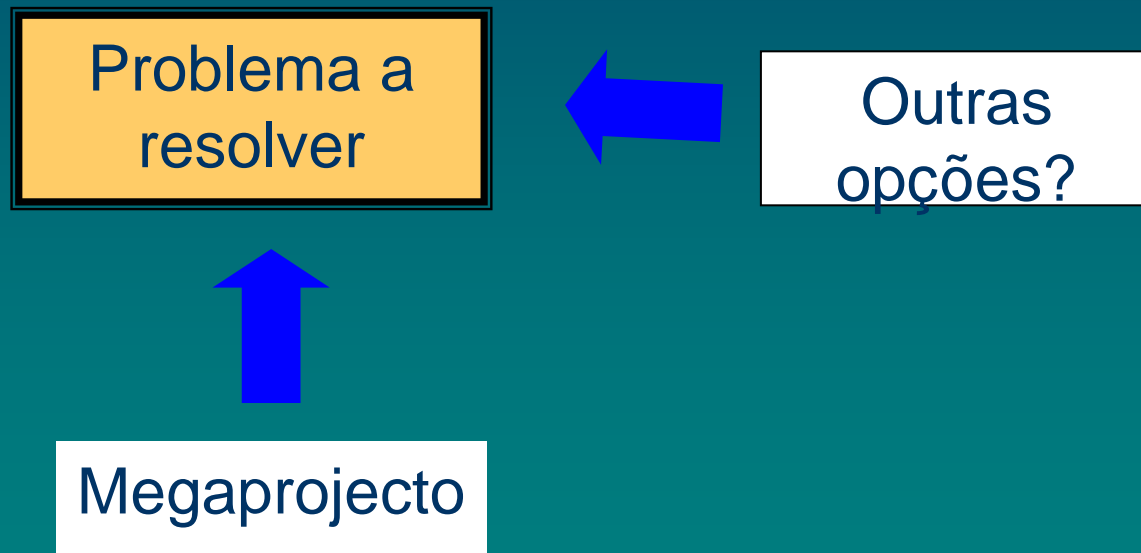 Problema a
resolver
Outras
opções?
Megaprojecto